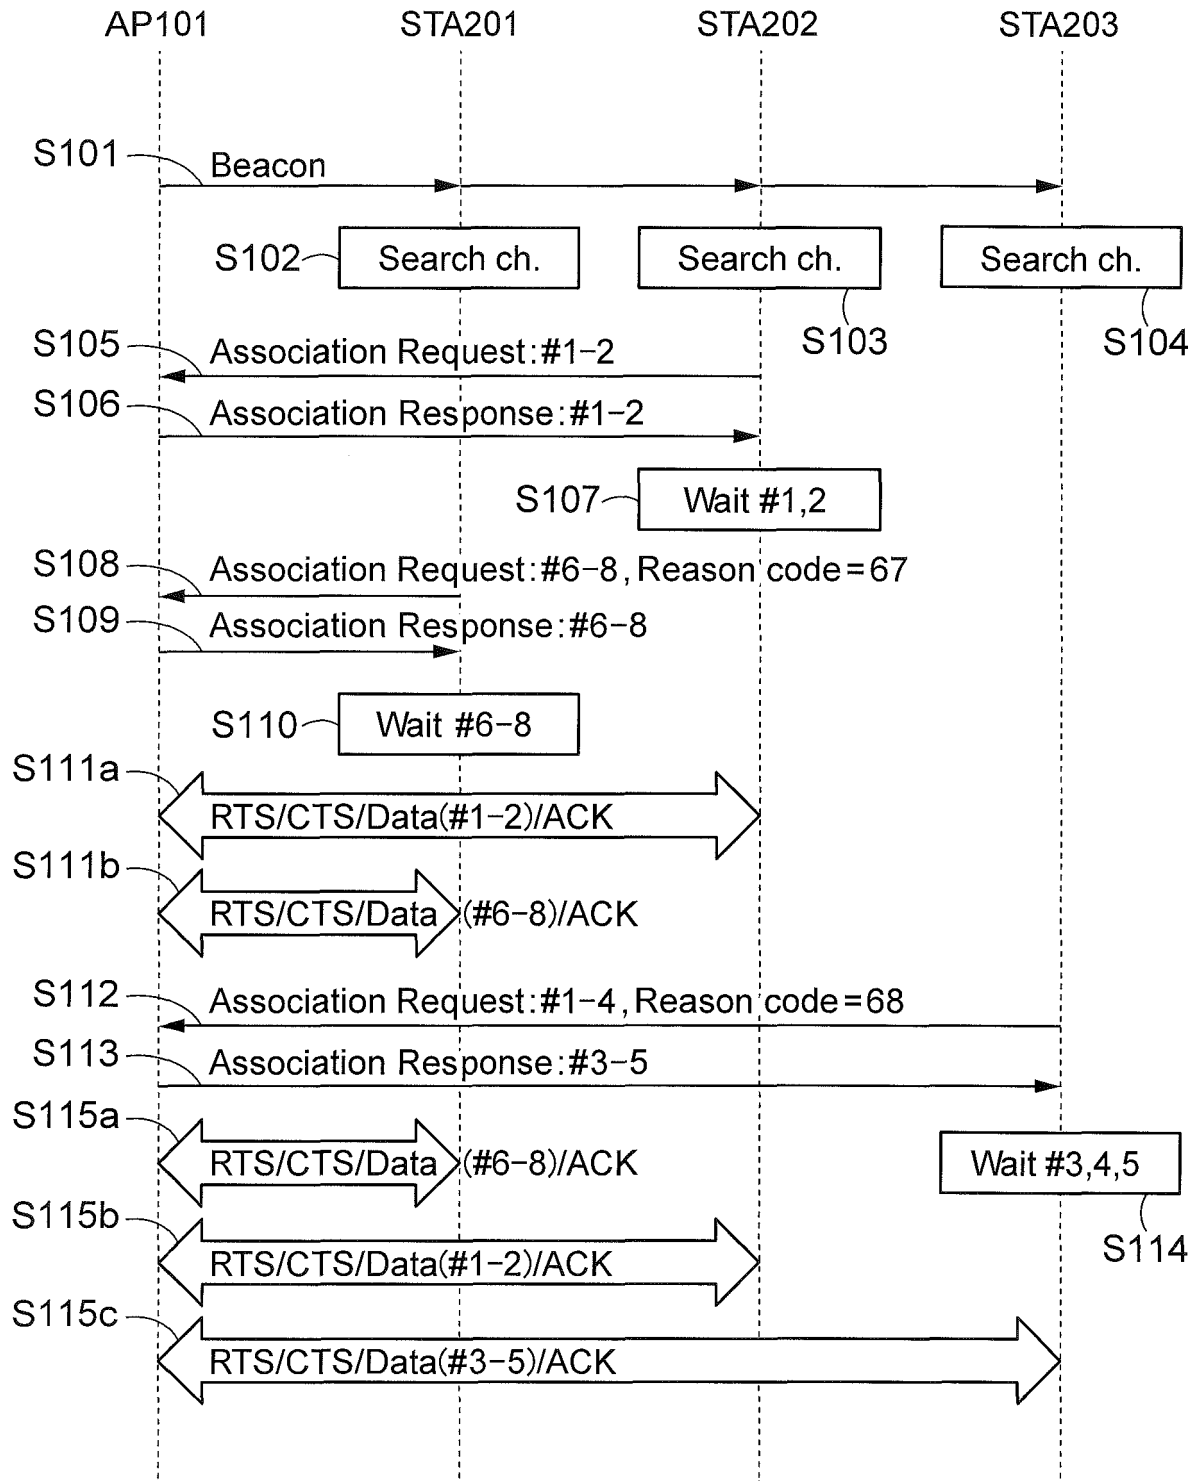 AP101 STA201 STA202 STA203
S101 Beacon
S102 Search ch. Search ch. Search ch.
S103 S104
S105 Association Request:#1-2
S106 Association Response:#1-2
S107 Wait #1,2
S108 Association Request:#6-8, Reason code=67
S109 Association Response:#6-8
S110 Wait #6-8
S111a RTS/CTS/Data(#1-2)/ACK
S111b RTS/CTS/Data (#6-8)/ACK
S112 Association Request:#1-4, Reason code=68
S113 Association Response:#3-5
S115a RTS/CTS/Data (#6-8)/ACK Wait #3,4,5
S114
S115b RTS/CTS/Data(#1-2)/ACK
S115c RTS/CTS/Data(#3-5)/ACK